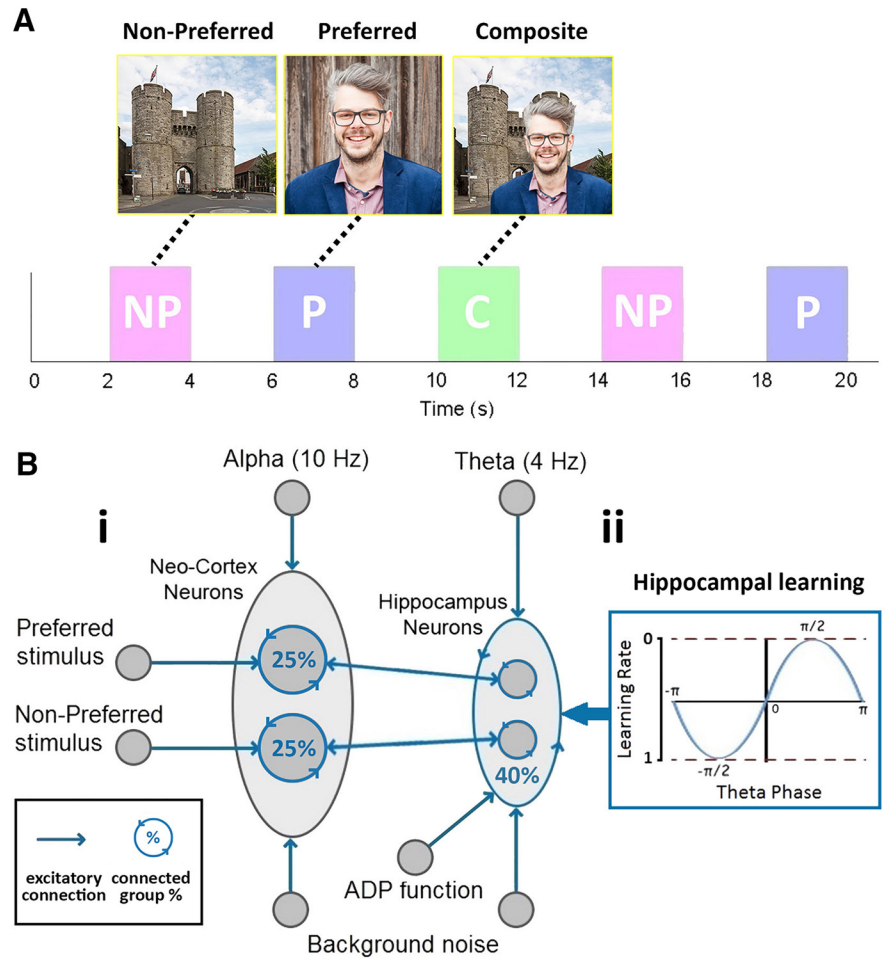 A
Non-Preferred
Preferred
Composite
NP
P
C
NP
P
0
2
4
6
8
10
12
14
16
18
20
Time (s)
B
Alpha (10 Hz)
Theta (4 Hz)
i
ii
Neo-Cortex
Neurons
Hippocampus
Neurons
Hippocampal learning
Preferred
stimulus
25%
Non-Preferred
stimulus
25%
40%
Learning Rate
0
1
π/2
-π
0
π
-π/2
Theta Phase
%
excitatory
connection
connected
group %
ADP function
Background noise